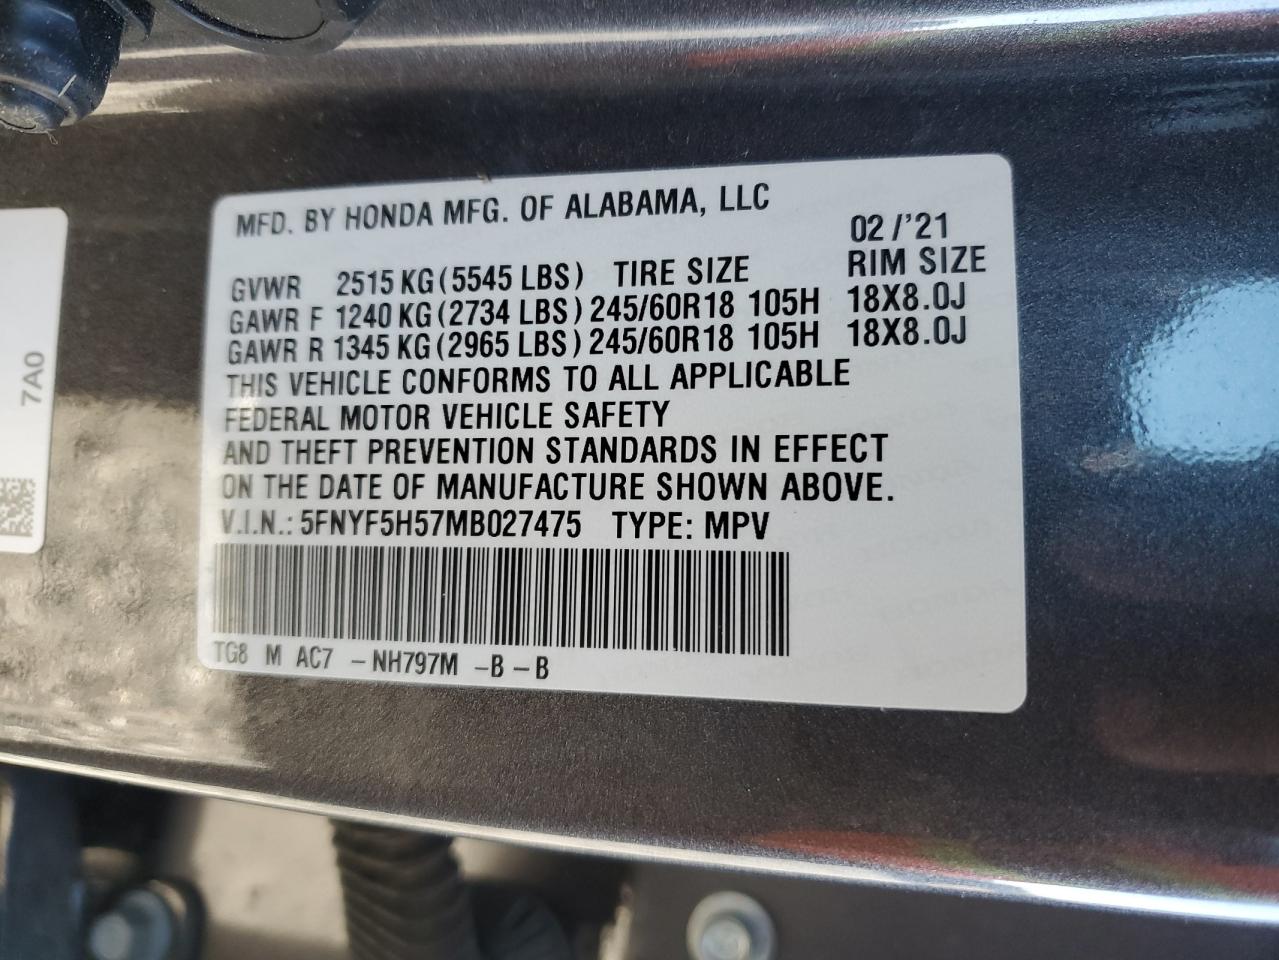 MFD. BY HONDA MFG. OF ALABAMA, LLC
02/'21
GVWR 2515 KG (5545 LBS) TIRE SIZE RIM SIZE
GAWR F 1240 KG (2734 LBS) 245/60R18 105H 18X8.0J
GAWR R 1345 KG (2965 LBS) 245/60R18 105H 18X8.0J
THIS VEHICLE CONFORMS TO ALL APPLICABLE
FEDERAL MOTOR VEHICLE SAFETY
AND THEFT PREVENTION STANDARDS IN EFFECT
ON THE DATE OF MANUFACTURE SHOWN ABOVE.
V.I.N.: 5FNYF5H57MB027475 TYPE: MPV
TG8 M AC7 - NH797M - B - B
7A0